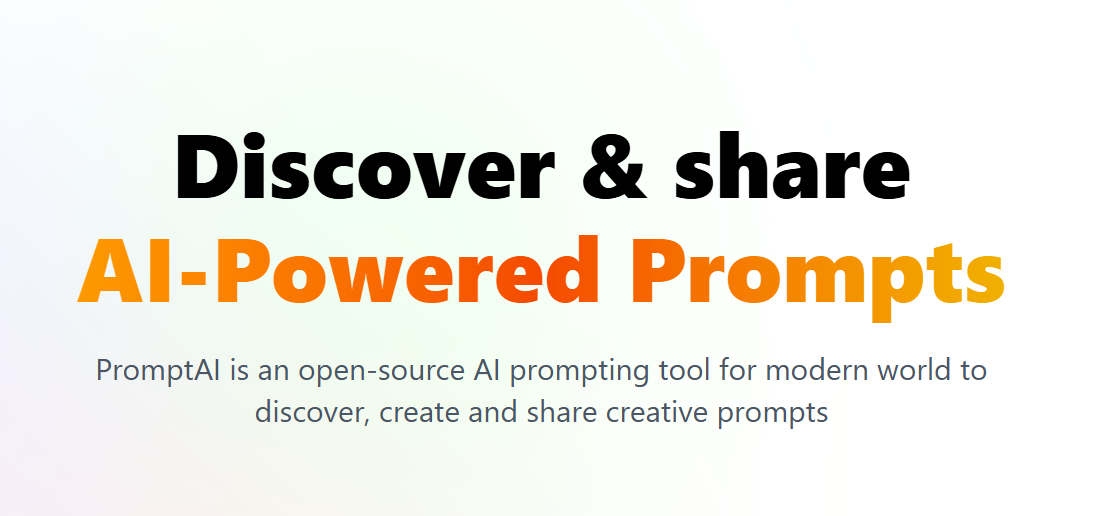 Discover & share
AI-Powered Prompts
PromptAI is an open-source AI prompting tool for modern world to
discover, create and share creative prompts